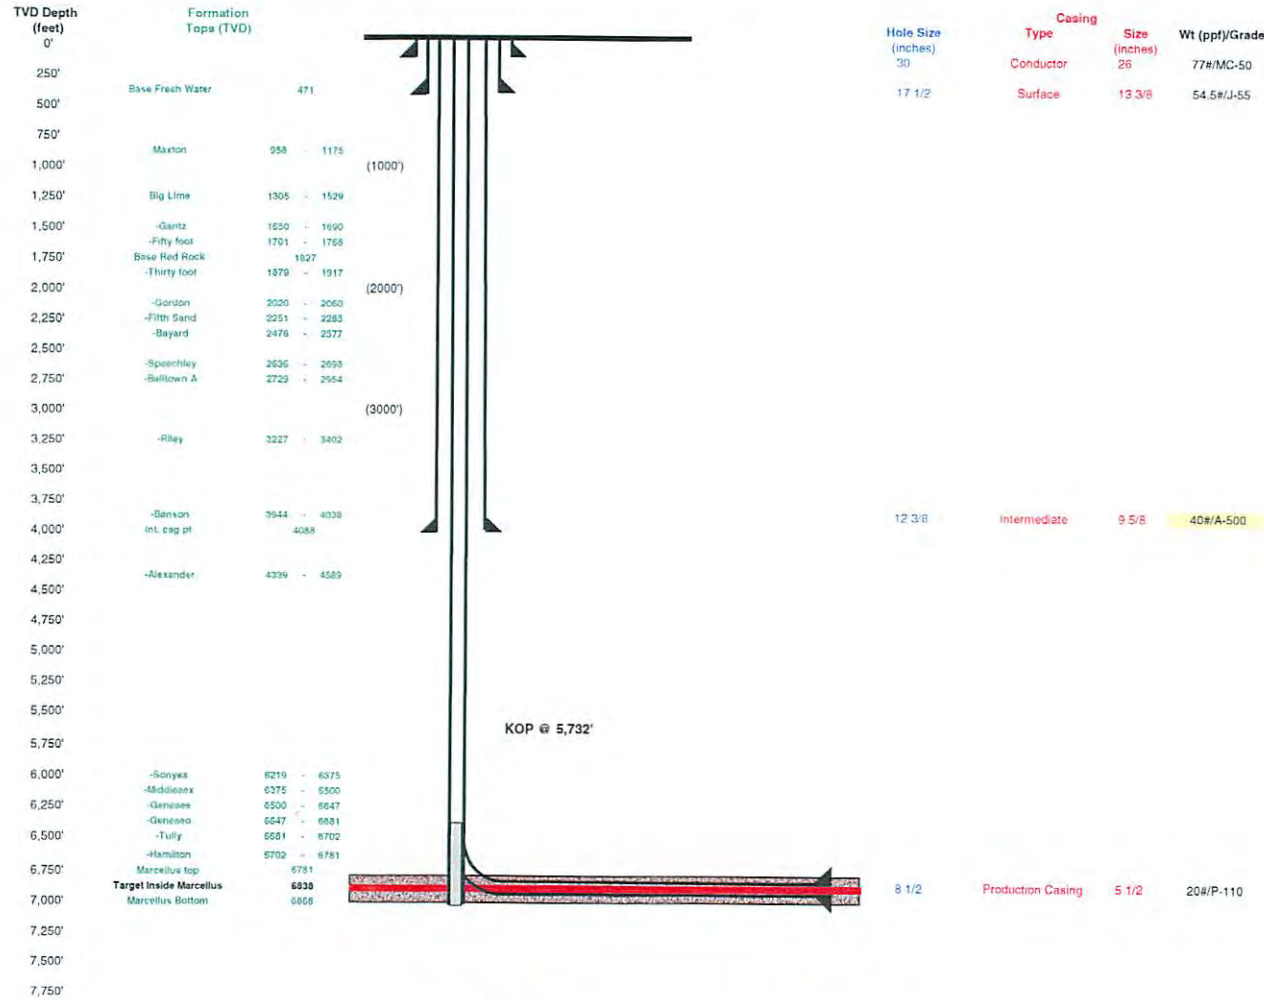 TVD Depth Formation Casing
(feet) Tops (TVD) Hole Size Type Size Wt (ppf)/Grade
0' (inches) (inches)
30 Conductor 26 77#/MC-50
250'
Base Fresh Water 471 17 1/2 Surface 13 3/8 54.5#/J-55
500'
750'
Maxton 958 - 1175
1,000' (1000')
1,250' Big Lime 1305 - 1529
1,500' -Gantz 1550 - 1690
-Fifty foot 1701 - 1768
1,750' Base Red Rock 1827
-Thirty foot 1879 - 1917
2,000' (2000')
-Gordon 2020 - 2060
2,250' -Fifth Sand 2251 - 2285
-Bayard 2476 - 2577
2,500'
-Speechley 2636 - 2698
2,750' -Balltown A 2729 - 2954
3,000' (3000')
3,250' -Riley 3227 - 3402
3,500'
3,750'
-Benson 3944 - 4038 12 3/8 Intermediate 9 5/8 40#/A-500
4,000' Int. csg pt 4088
4,250'
-Alexander 4339 - 4589
4,500'
4,750'
5,000'
5,250'
5,500'
KOP @ 5,732'
5,750'
6,000' -Sonyea 6219 - 6375
-Middlesex 6375 - 6500
6,250' -Genesee 6500 - 6647
-Geneseo 6647 - 6681
6,500' -Tully 6681 - 6702
-Hamilton 6702 - 6781
6,750' Marcellus top 6781
Target Inside Marcellus 6838 8 1/2 Production Casing 5 1/2 20#/P-110
7,000' Marcellus Bottom 6868
7,250'
7,500'
7,750'